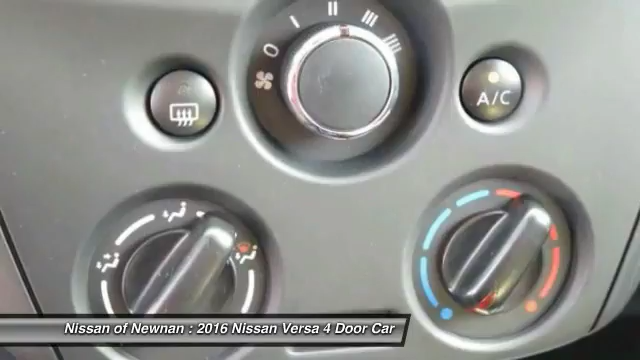 0 I II III IIII
A/C
Nissan of Newnan : 2016 Nissan Versa 4 Door Car